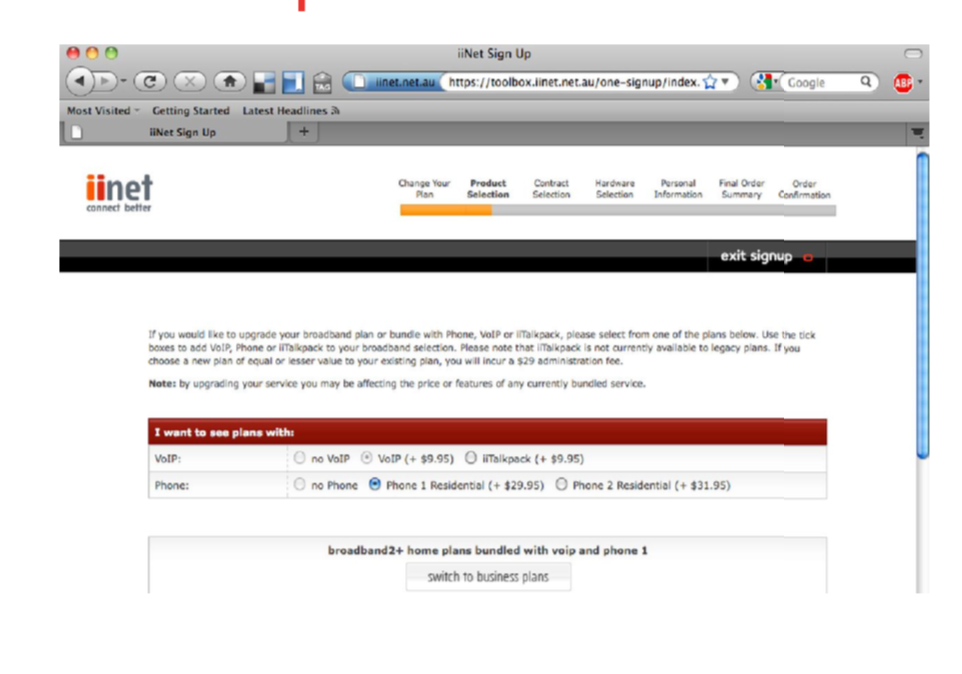 iiNet Sign Up
TAG
iinet.net.au
https://toolbox.iinet.net.au/one-signup/index.
Google
ABP
Most Visited
Getting Started
Latest Headlines
iiNet Sign Up
+
iinet
connect better
Change Your Plan
Product Selection
Contract Selection
Hardware Selection
Personal Information
Final Order Summary
Order Confirmation
exit signup
If you would like to upgrade your broadband plan or bundle with Phone, VoIP or iiTalkpack, please select from one of the plans below. Use the tick
boxes to add VoIP, Phone or iiTalkpack to your broadband selection. Please note that iiTalkpack is not currently available to legacy plans. If you
choose a new plan of equal or lesser value to your existing plan, you will incur a $29 administration fee.
Note: by upgrading your service you may be affecting the price or features of any currently bundled service.
I want to see plans with:
VoIP: no VoIP VoIP (+ $9.95) iiTalkpack (+ $9.95)
Phone: no Phone Phone 1 Residential (+ $29.95) Phone 2 Residential (+ $31.95)
broadband2+ home plans bundled with voip and phone 1
switch to business plans